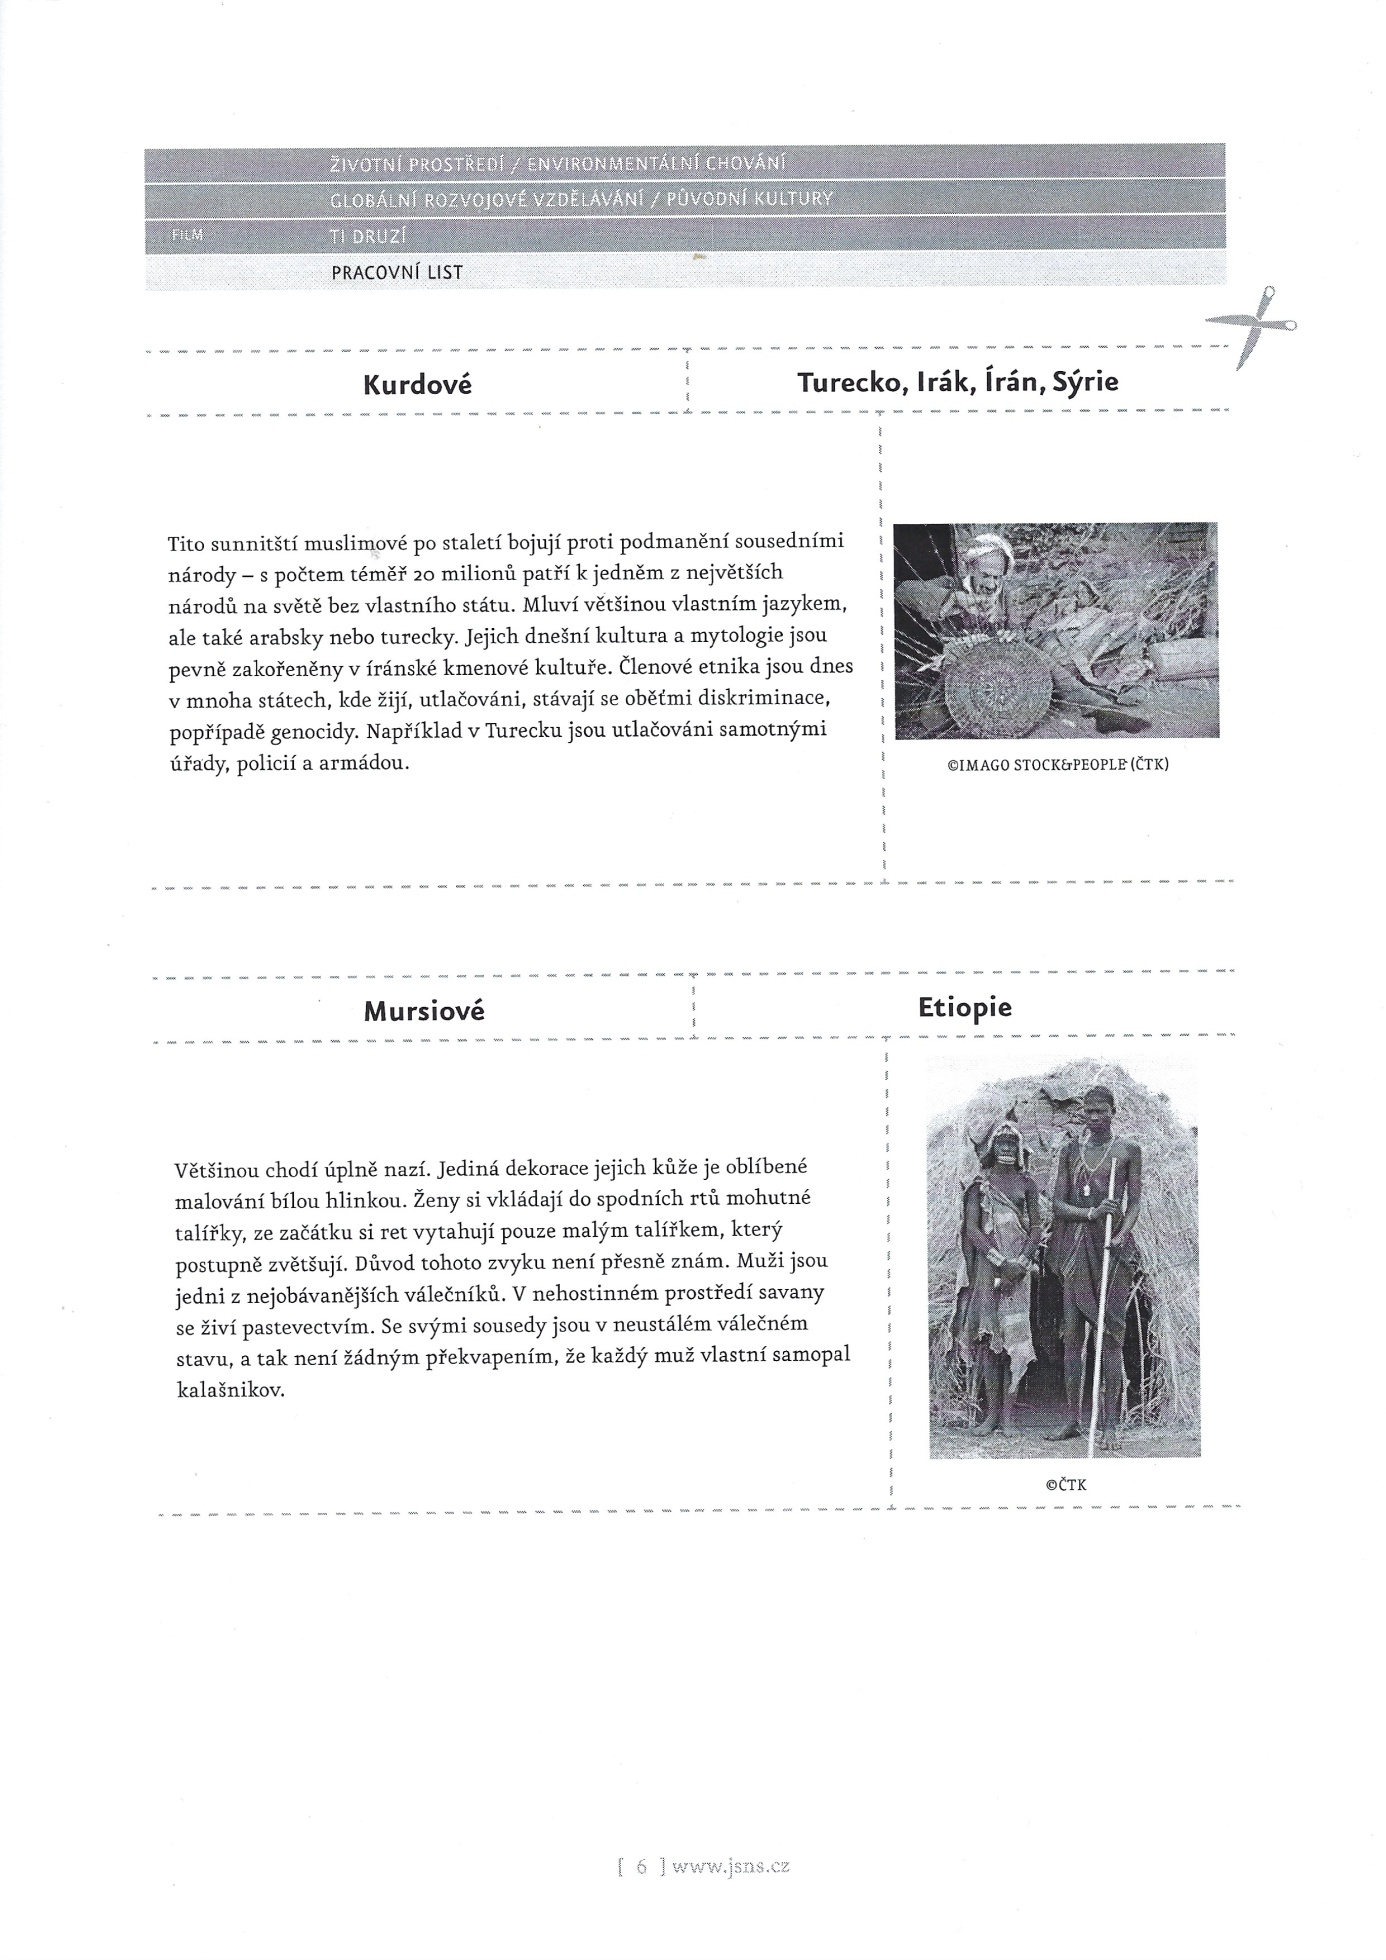 ŽIVOTNÍ PROSTŘEDÍ / ENVIRONMENTÁLNÍ CHOVÁNÍ
GLOBÁLNÍ ROZVOJOVÉ VZDĚLÁVÁNÍ / PŮVODNÍ KULTURY
FILM TI DRUZÍ
PRACOVNÍ LIST
Kurdové
Turecko, Irák, Írán, Sýrie
Tito sunnitští muslimové po staletí bojují proti podmanění sousedními
národy – s počtem téměř 20 milionů patří k jedněm z největších
národů na světě bez vlastního státu. Mluví většinou vlastním jazykem,
ale také arabsky nebo turecky. Jejich dnešní kultura a mytologie jsou
pevně zakořeněny v íránské kmenové kultuře. Členové etnika jsou dnes
v mnoha státech, kde žijí, utlačováni, stávají se oběťmi diskriminace,
popřípadě genocidy. Například v Turecku jsou utlačováni samotnými
úřady, policií a armádou.
©IMAGO STOCK&PEOPLE (ČTK)
Mursiové
Etiopie
Většinou chodí úplně nazí. Jediná dekorace jejich kůže je oblíbené
malování bílou hlinkou. Ženy si vkládají do spodních rtů mohutné
talířky, ze začátku si ret vytahují pouze malým talířkem, který
postupně zvětšují. Důvod tohoto zvyku není přesně znám. Muži jsou
jedni z nejobávanějších válečníků. V nehostinném prostředí savany
se živí pastevectvím. Se svými sousedy jsou v neustálém válečném
stavu, a tak není žádným překvapením, že každý muž vlastní samopal
kalašnikov.
©ČTK
[ 6 ] www.jsns.cz